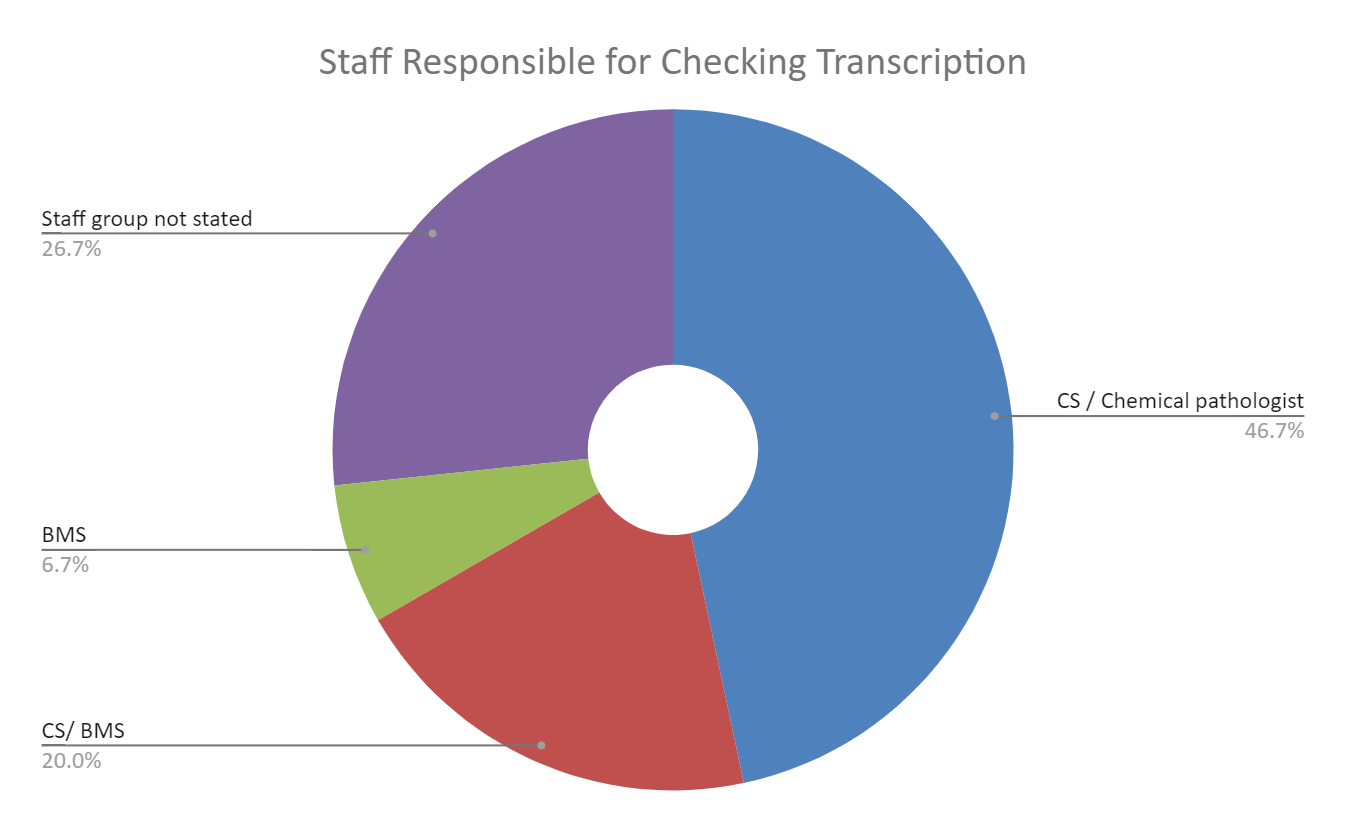 Staff Responsible for Checking Transcription
Staff group not stated
26.7%
CS / Chemical pathologist
46.7%
BMS
6.7%
CS/ BMS
20.0%